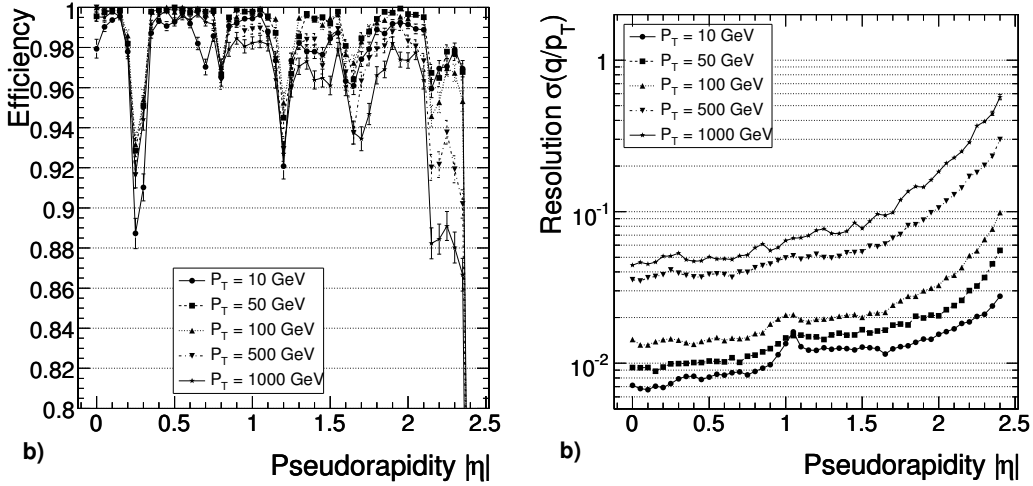 Efficiency
1
0.98
0.96
0.94
0.92
0.9
0.88
0.86
0.84
0.82
0.8
P_T = 10 GeV
P_T = 50 GeV
P_T = 100 GeV
P_T = 500 GeV
P_T = 1000 GeV
0 0.5 1 1.5 2 2.5
b) Pseudorapidity |η|
Resolution σ(q/p_T)
1
10^-1
10^-2
P_T = 10 GeV
P_T = 50 GeV
P_T = 100 GeV
P_T = 500 GeV
P_T = 1000 GeV
0 0.5 1 1.5 2 2.5
b) Pseudorapidity |η|